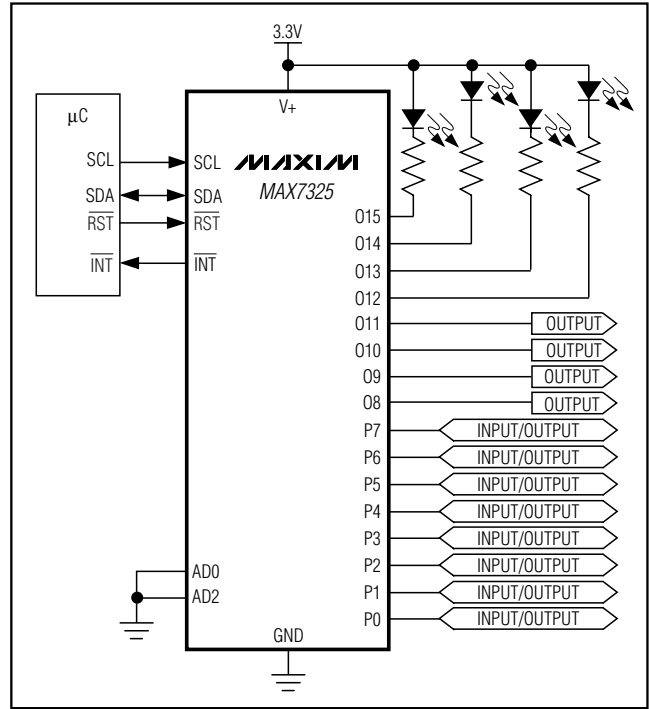 3.3V
V+
μC
SCL
SDA
RST
INT
SCL
SDA
RST
INT
MAXIM
MAX7325
O15
O14
O13
O12
O11
O10
O9
O8
P7
P6
P5
P4
P3
P2
P1
P0
OUTPUT
OUTPUT
OUTPUT
OUTPUT
INPUT/OUTPUT
INPUT/OUTPUT
INPUT/OUTPUT
INPUT/OUTPUT
INPUT/OUTPUT
INPUT/OUTPUT
INPUT/OUTPUT
INPUT/OUTPUT
AD0
AD2
GND